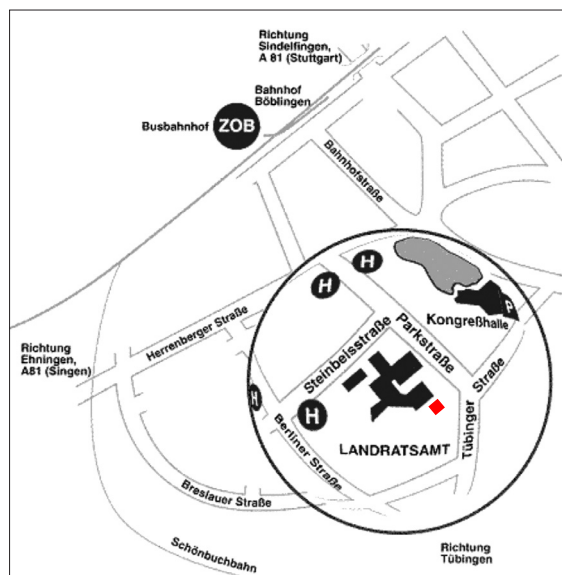 Richtung
Sindelfingen,
A 81 (Stuttgart)
Bahnhof
Böblingen
Busbahnhof
ZOB
Bahnhofstraße
H
H
P
Kongreßhalle
Herrenberger Straße
Richtung
Ehningen,
A81 (Singen)
Steinbeisstraße
Parkstraße
Tübinger
Straße
H
H
LANDRATSAMT
Berliner Straße
Breslauer Straße
Schönbuchbahn
Richtung
Tübingen